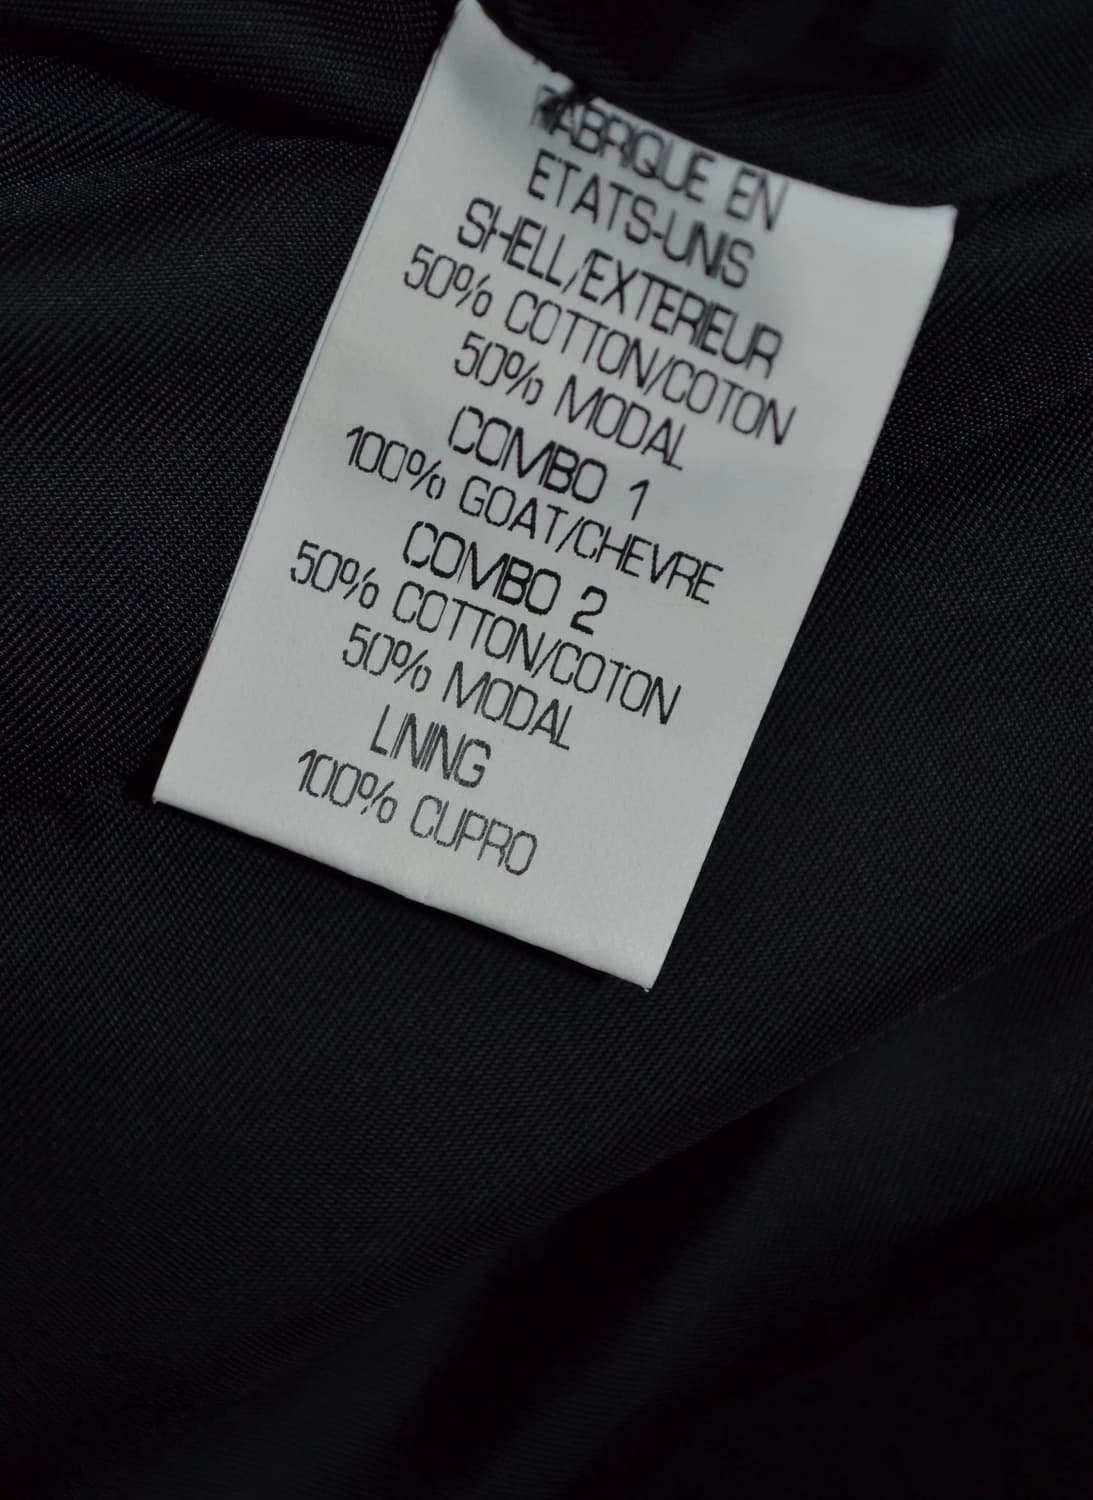 FABRIQUE EN
ETATS-UNIS
SHELL/EXTERIEUR
50% COTTON/COTON
50% MODAL
COMBO 1
100% GOAT/CHEVRE
COMBO 2
50% COTTON/COTON
50% MODAL
LINING
100% CUPRO